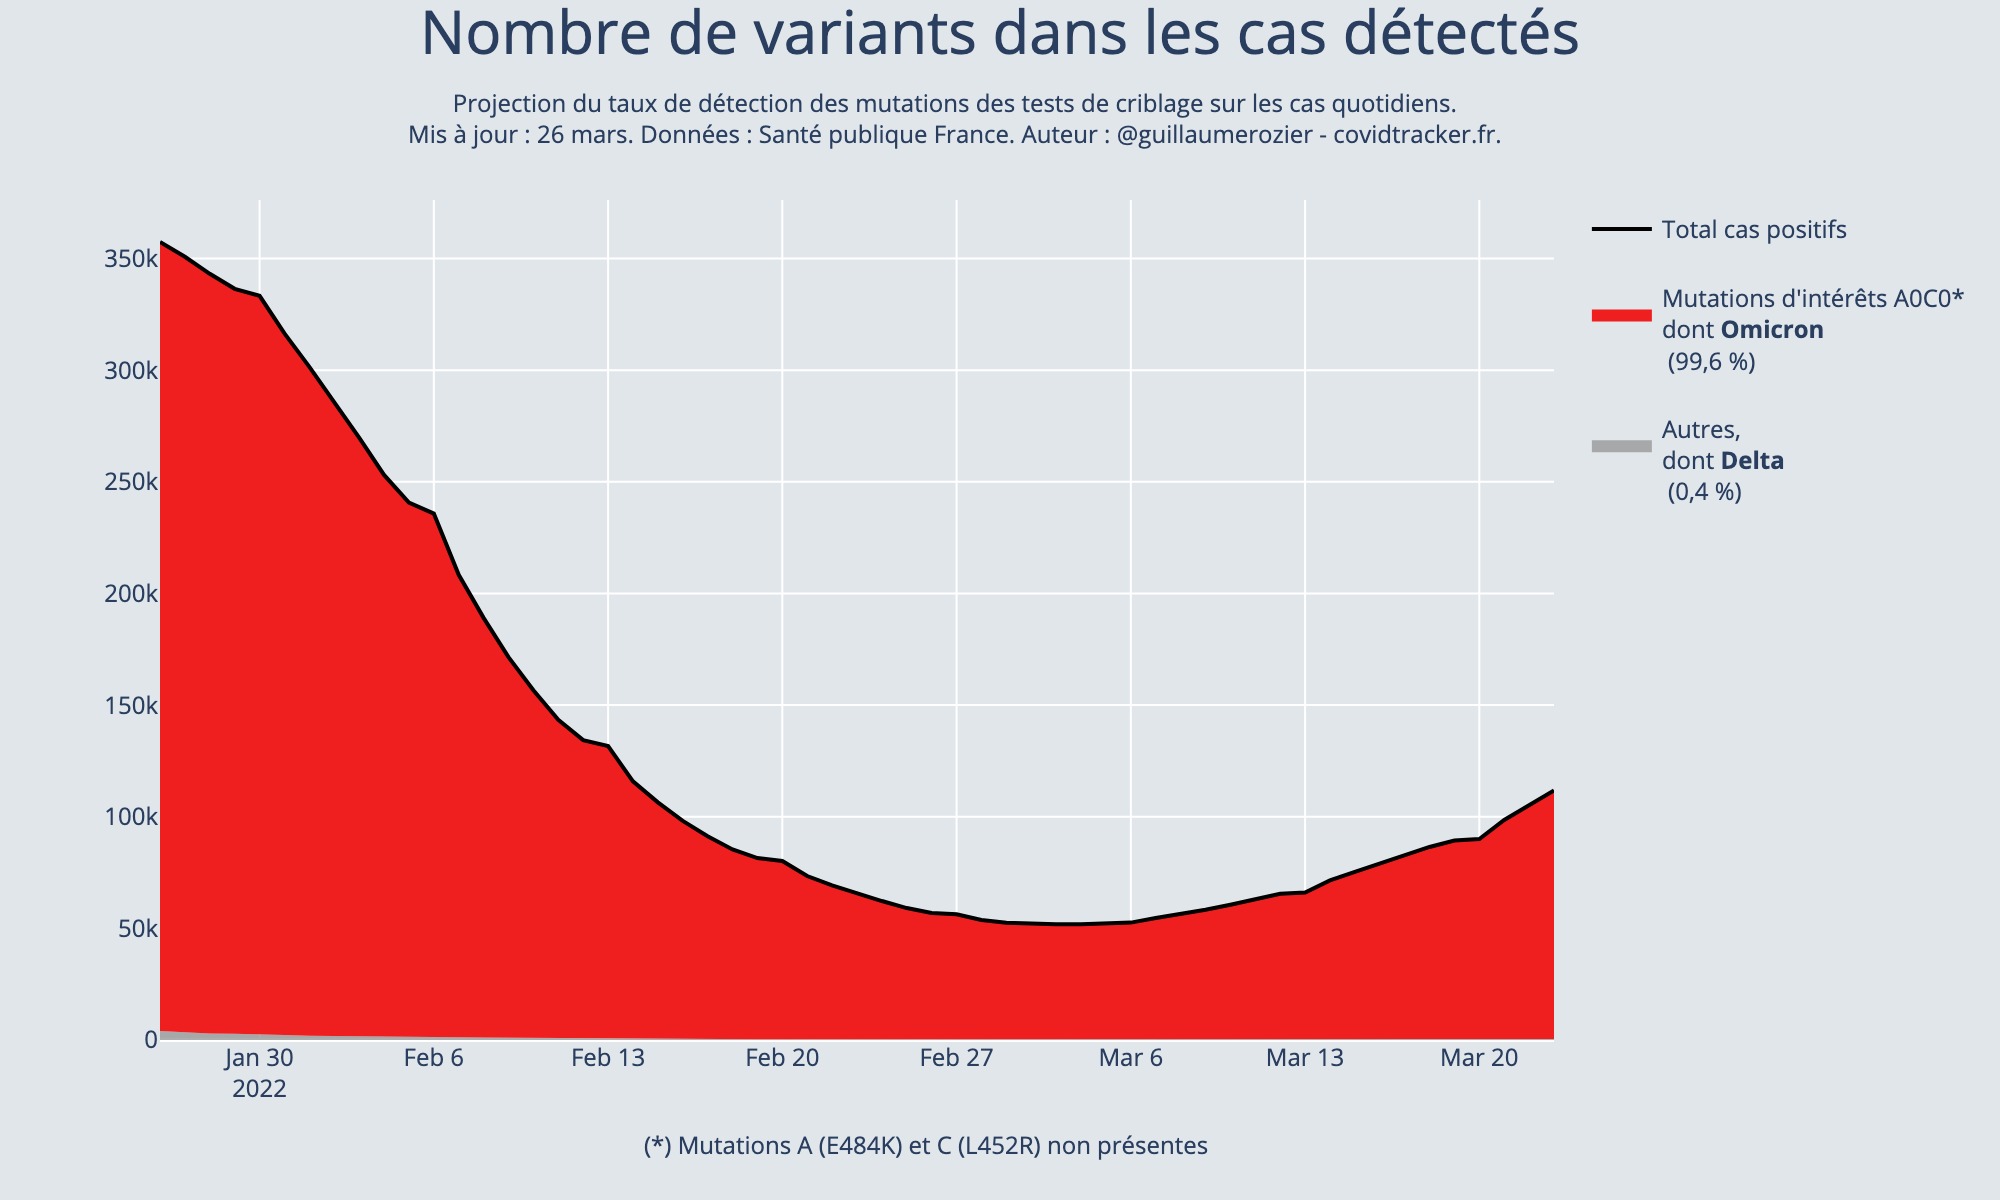 Nombre de variants dans les cas détectés
Projection du taux de détection des mutations des tests de criblage sur les cas quotidiens.
Mis à jour : 26 mars. Données : Santé publique France. Auteur : @guillaumerozier - covidtracker.fr.
350k
300k
250k
200k
150k
100k
50k
0
Jan 30
2022
Feb 6
Feb 13
Feb 20
Feb 27
Mar 6
Mar 13
Mar 20
Total cas positifs
Mutations d'intérêts A0C0*
dont Omicron
(99,6 %)
Autres,
dont Delta
(0,4 %)
(*) Mutations A (E484K) et C (L452R) non présentes